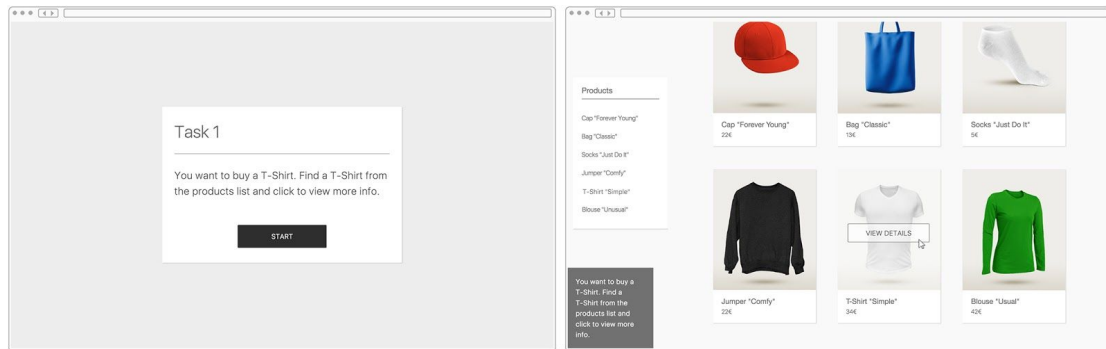 Task 1
You want to buy a T-Shirt. Find a T-Shirt from
the products list and click to view more info.
START
Products
Cap "Forever Young"
Bag "Classic"
Socks "Just Do It"
Jumper "Comfy"
T-Shirt "Simple"
Blouse "Unusual"
You want to buy a
T-Shirt. Find a
T-Shirt from the
products list and
click to view more
info.
Cap "Forever Young"
22€
Bag "Classic"
13€
Socks "Just Do It"
5€
VIEW DETAILS
Jumper "Comfy"
22€
T-Shirt "Simple"
34€
Blouse "Usual"
42€